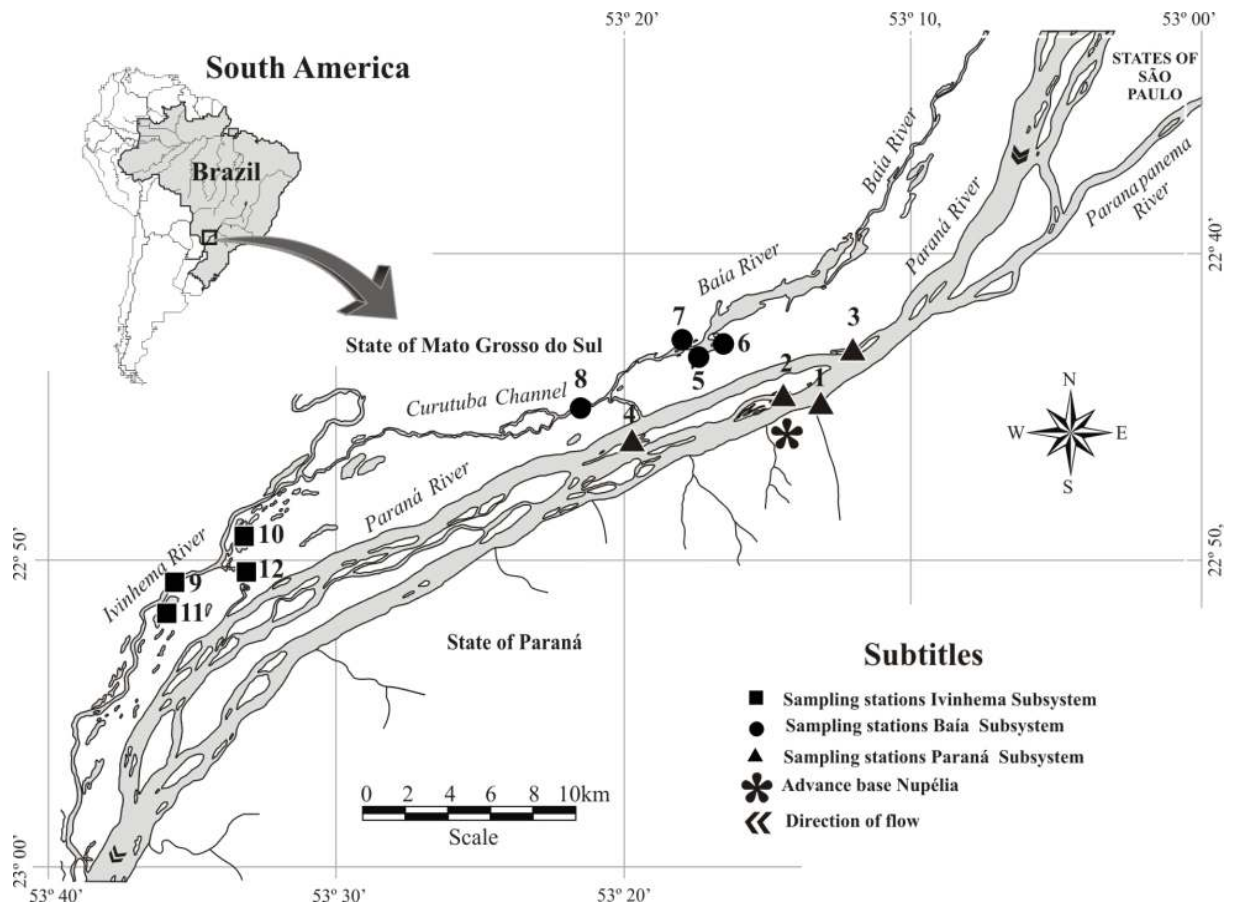 53º 20’
53º 10,
53º 00’
STATES OF
SÃO
PAULO
South America
Brazil
Baía River
Paraná River
Paranapanema
River
22º 40’
Baía River
7
6
5
3
State of Mato Grosso do Sul
2
1
8
Curutuba Channel
4
N
W
E
S
Paraná River
10
22º 50’
22º 50,
12
9
Ivinhema River
11
State of Paraná
Subtitles
Sampling stations Ivinhema Subsystem
Sampling stations Baía Subsystem
Sampling stations Paraná Subsystem
Advance base Nupélia
Direction of flow
0 2 4 6 8 10km
Scale
23º 00’
53º 40’
53º 30’
53º 20’